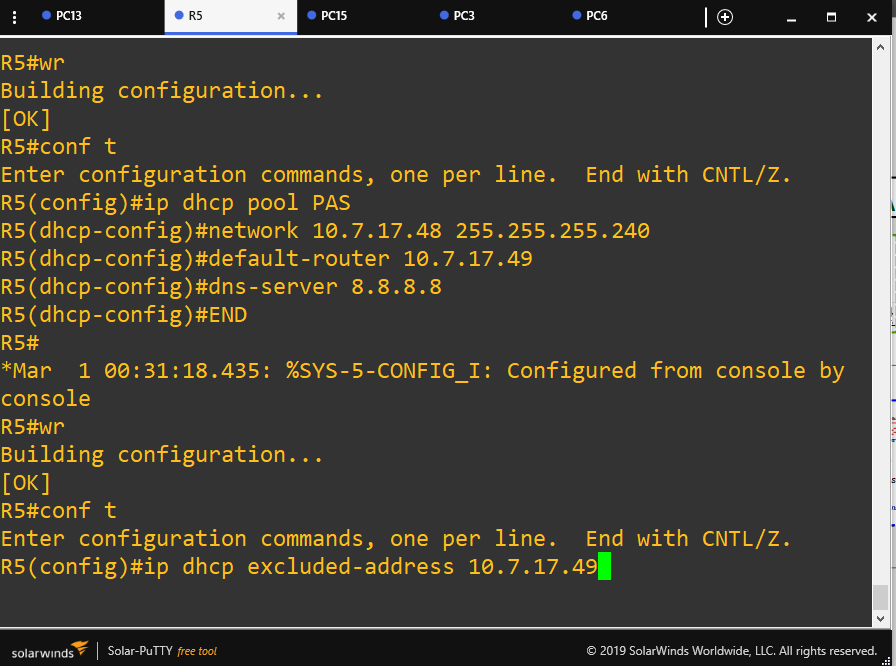 PC13
R5
PC15
PC3
PC6
R5#wr
Building configuration...
[OK]
R5#conf t
Enter configuration commands, one per line.  End with CNTL/Z.
R5(config)#ip dhcp pool PAS
R5(dhcp-config)#network 10.7.17.48 255.255.255.240
R5(dhcp-config)#default-router 10.7.17.49
R5(dhcp-config)#dns-server 8.8.8.8
R5(dhcp-config)#END
R5#
*Mar  1 00:31:18.435: %SYS-5-CONFIG_I: Configured from console by
console
R5#wr
Building configuration...
[OK]
R5#conf t
Enter configuration commands, one per line.  End with CNTL/Z.
R5(config)#ip dhcp excluded-address 10.7.17.49
solarwinds
Solar-PuTTY free tool
© 2019 SolarWinds Worldwide, LLC. All rights reserved.